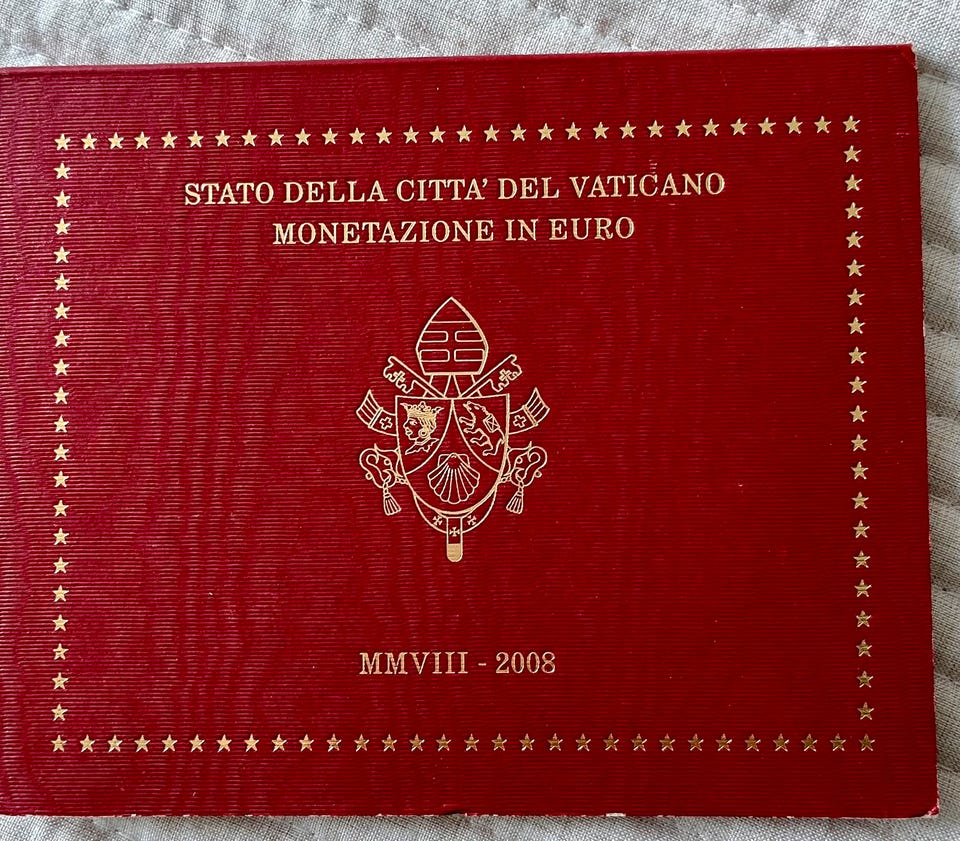 STATO DELLA CITTA' DEL VATICANO
MONETAZIONE IN EURO
MMVIII - 2008